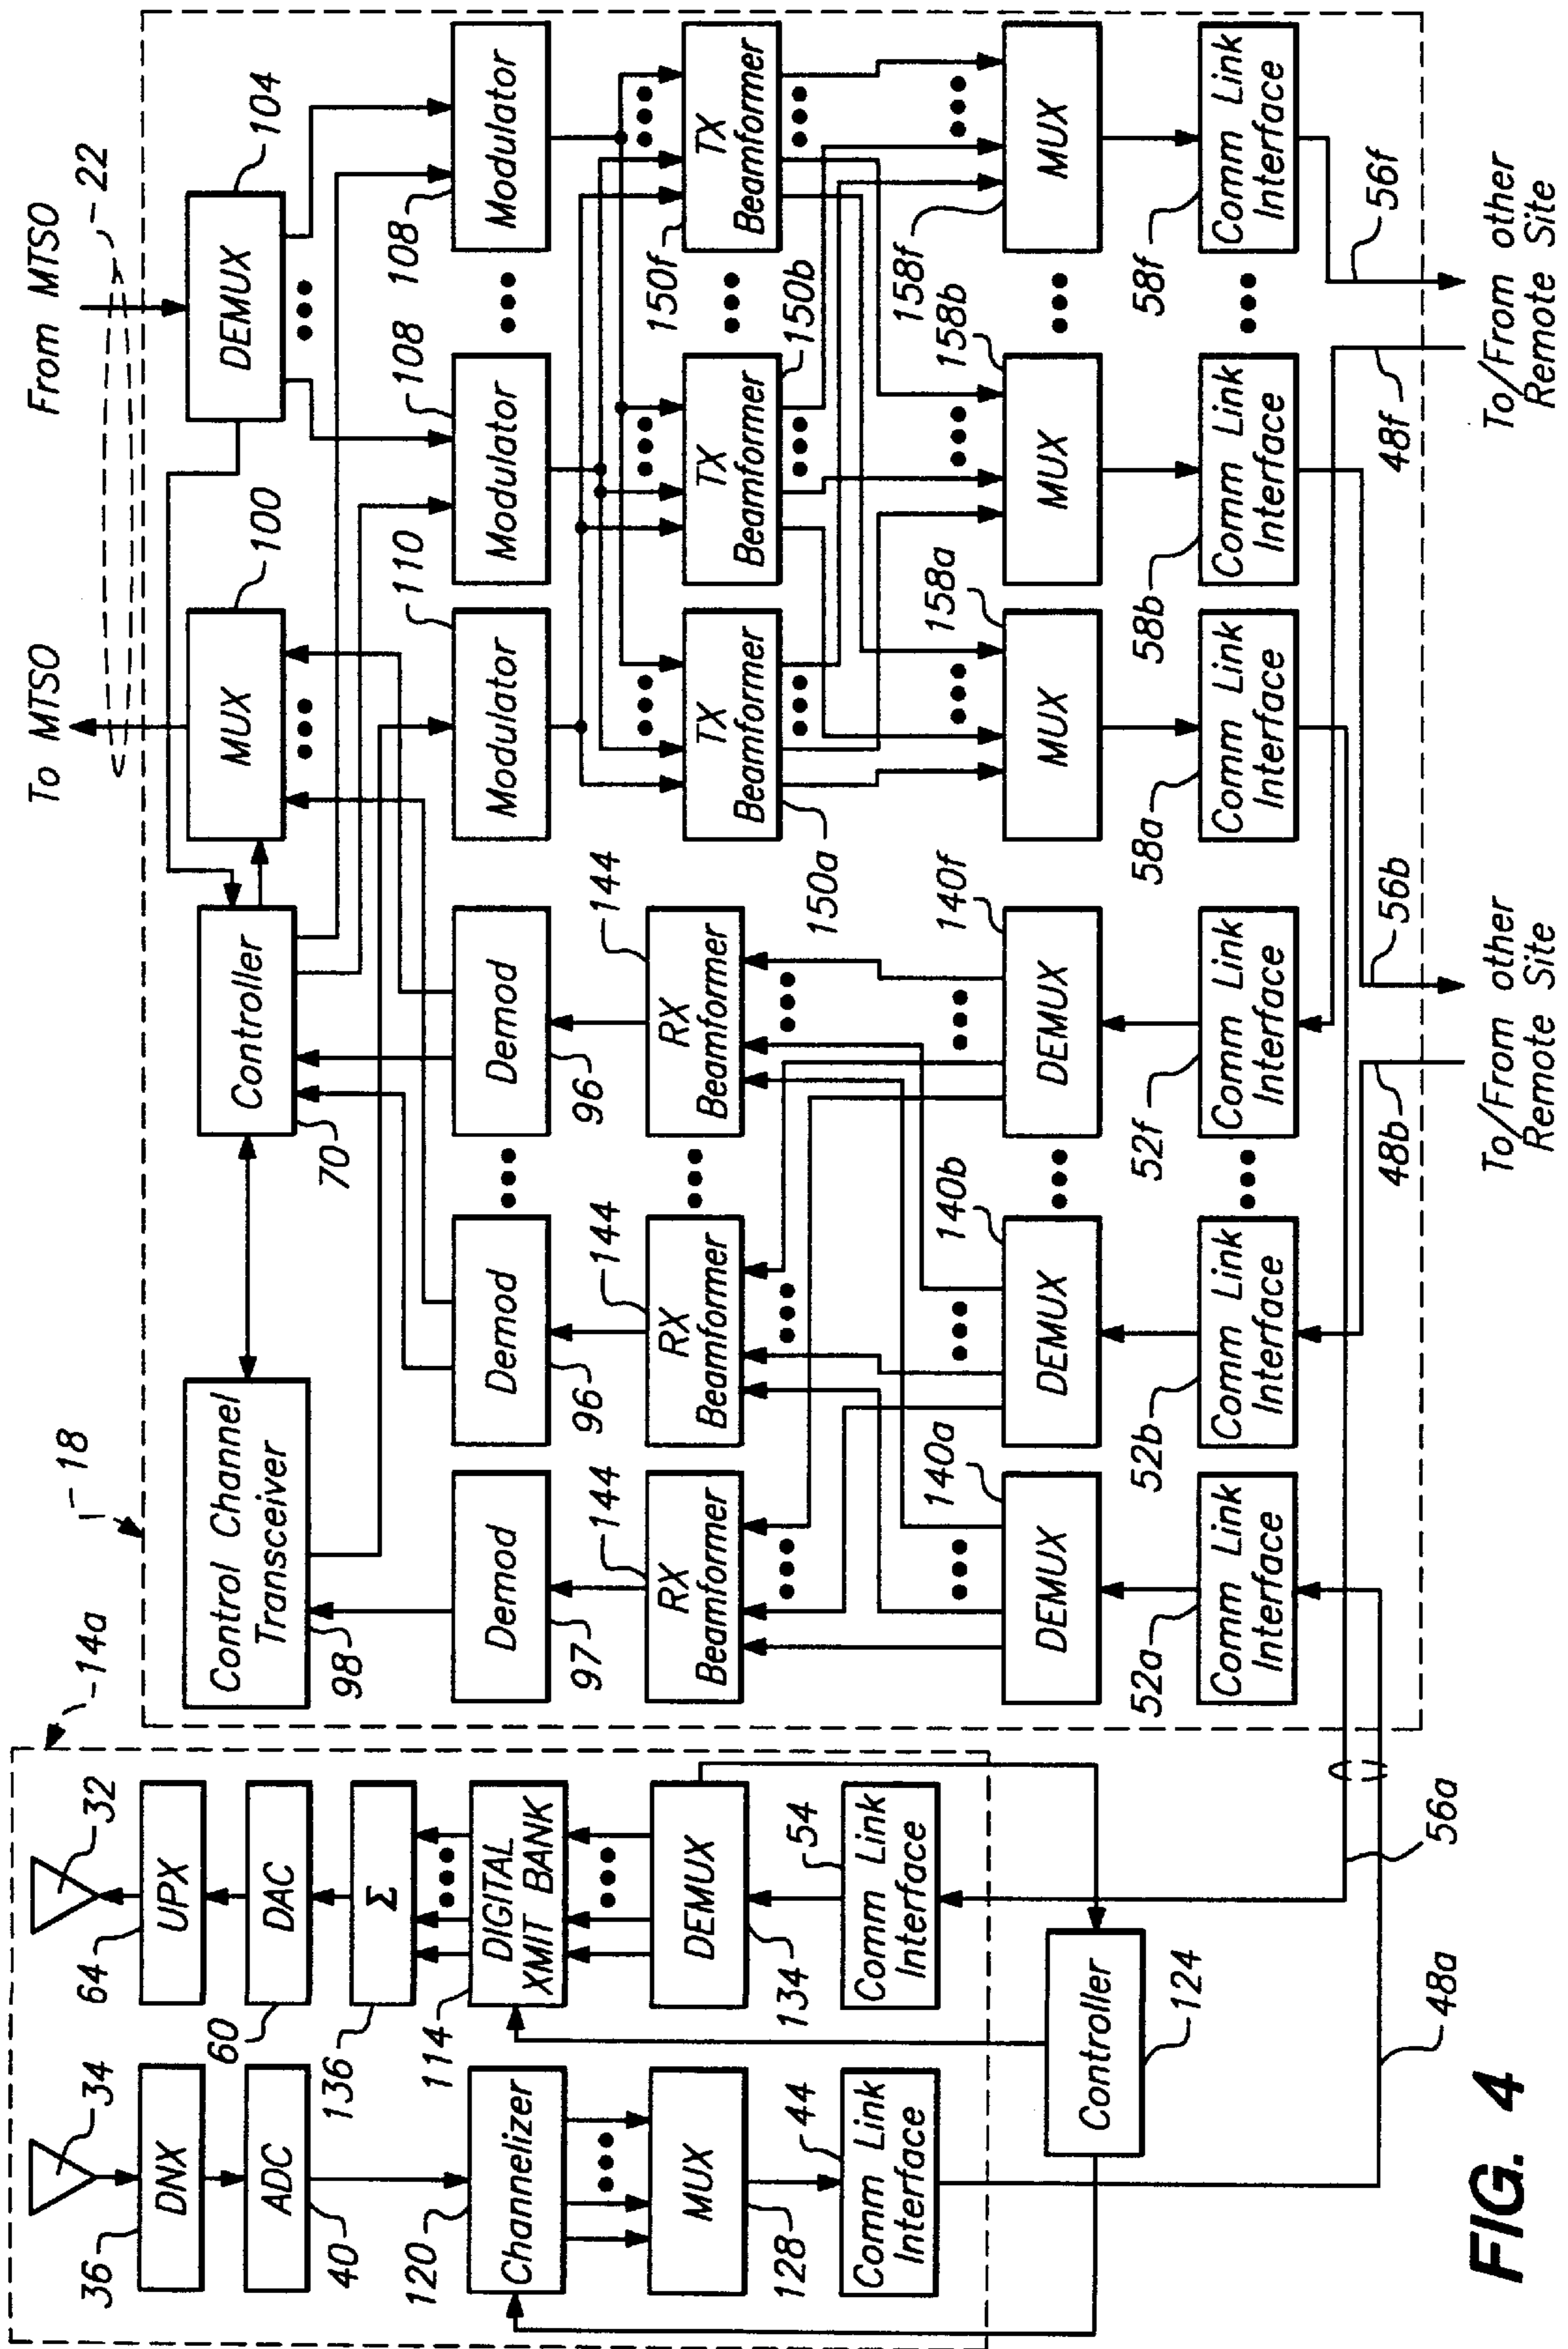 14a
34
32
36
DNX
64
UPX
40
ADC
60
DAC
136
Σ
120
Channelizer
114
DIGITAL
XMIT BANK
128
MUX
134
DEMUX
44
Comm Link
Interface
54
Comm Link
Interface
Controller
124
48a
56a
18
To MTSO
From MTSO
22
Control Channel
Transceiver
98
Controller
70
MUX
100
DEMUX
104
Demod
97
Demod
96
Demod
96
Modulator
110
Modulator
108
Modulator
108
RX
Beamformer
144
RX
Beamformer
144
RX
Beamformer
144
TX
Beamformer
150a
TX
Beamformer
150b
TX
Beamformer
150f
DEMUX
140a
DEMUX
140b
DEMUX
140f
MUX
158a
MUX
158b
MUX
158f
Comm Link
Interface
52a
Comm Link
Interface
52b
Comm Link
Interface
52f
Comm Link
Interface
58a
Comm Link
Interface
58b
Comm Link
Interface
58f
48b
56b
48f
56f
To/From other
Remote Site
To/From other
Remote Site
FIG. 4